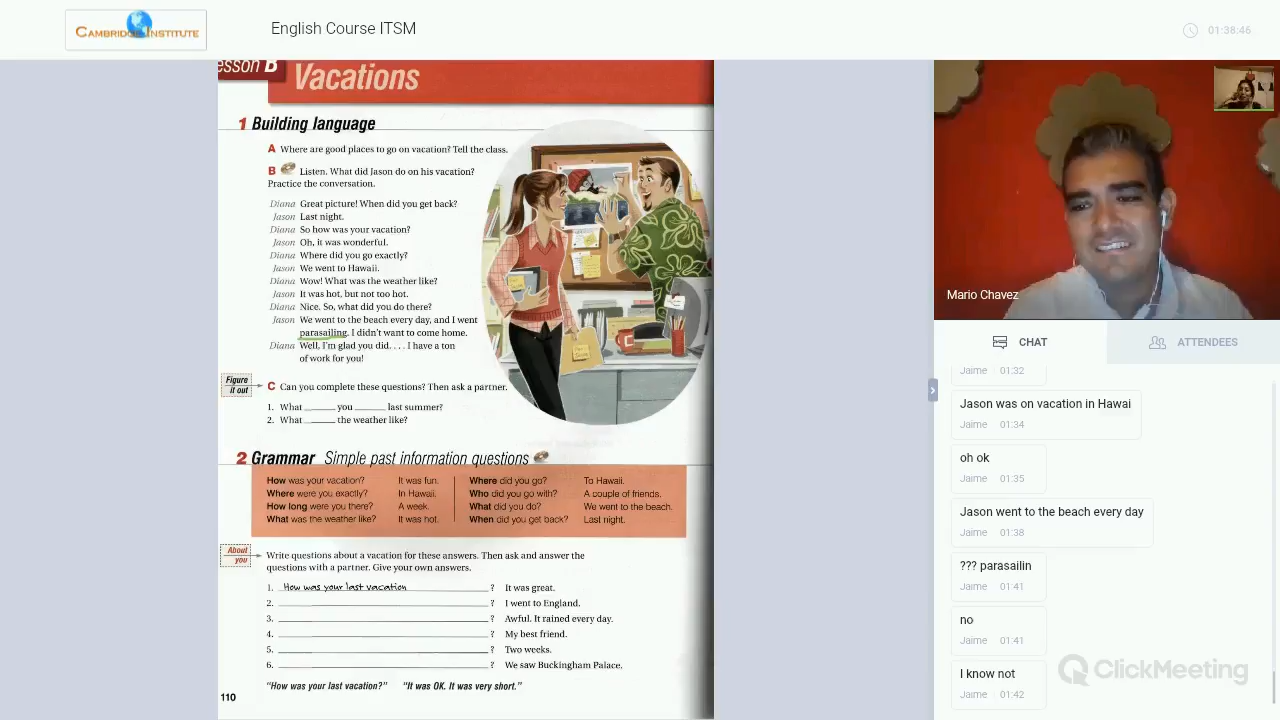 CAMBRIDGE INSTITUTE
English Course ITSM
01:38:46
esson B
Vacations
1 Building language
A Where are good places to go on vacation? Tell the class.
B Listen. What did Jason do on his vacation?
Practice the conversation.
Diana Great picture! When did you get back?
Jason Last night.
Diana So how was your vacation?
Jason Oh, it was wonderful.
Diana Where did you go exactly?
Jason We went to Hawaii.
Diana Wow! What was the weather like?
Jason It was hot, but not too hot.
Diana Nice. So, what did you do there?
Jason We went to the beach every day, and I went
parasailing. I didn't want to come home.
Diana Well, I'm glad you did. . . . I have a ton
of work for you!
Figure
it out
C Can you complete these questions? Then ask a partner.
1. What ______ you ______ last summer?
2. What ______ the weather like?
2 Grammar Simple past information questions
How was your vacation? It was fun. Where did you go? To Hawaii.
Where were you exactly? In Hawaii. Who did you go with? A couple of friends.
How long were you there? A week. What did you do? We went to the beach.
What was the weather like? It was hot. When did you get back? Last night.
About
you
Write questions about a vacation for these answers. Then ask and answer the
questions with a partner. Give your own answers.
1. How was your last vacation ? It was great.
2. ______ ? I went to England.
3. ______ ? Awful. It rained every day.
4. ______ ? My best friend.
5. ______ ? Two weeks.
6. ______ ? We saw Buckingham Palace.
"How was your last vacation?" "It was OK. It was very short."
110
Mario Chavez
CHAT
ATTENDEES
Jaime 01:32
Jason was on vacation in Hawai
Jaime 01:34
oh ok
Jaime 01:35
Jason went to the beach every day
Jaime 01:38
??? parasailin
Jaime 01:41
no
Jaime 01:41
I know not
Jaime 01:42
ClickMeeting